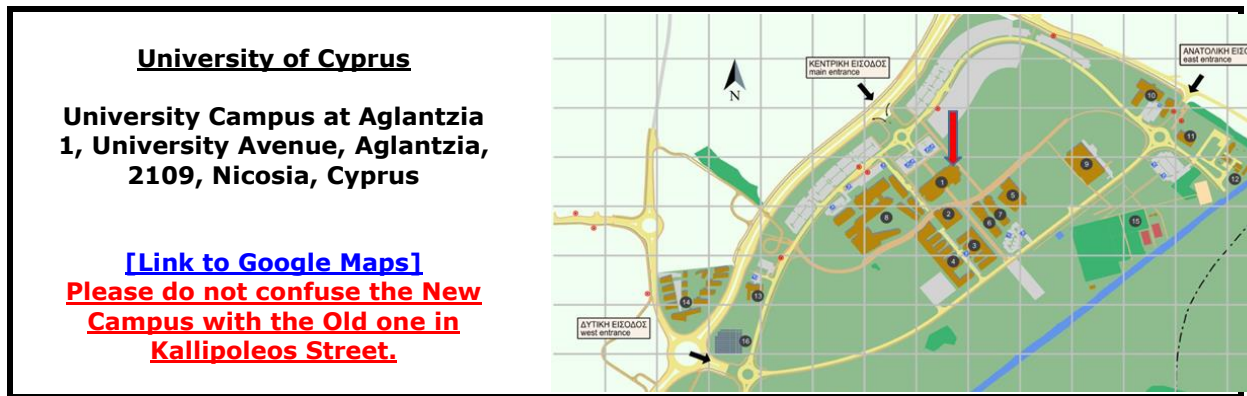 University of Cyprus
University Campus at Aglantzia
1, University Avenue, Aglantzia,
2109, Nicosia, Cyprus
[Link to Google Maps]
Please do not confuse the New
Campus with the Old one in
Kallipoleos Street.
ΚΕΝΤΡΙΚΗ ΕΙΣΟΔΟΣ
main entrance
ΑΝΑΤΟΛΙΚΗ ΕΙΣΟ
east entrance
N
10
11
12
9
1
5
8
2
7
6
15
3
4
14
13
ΔΥΤΙΚΗ ΕΙΣΟΔΟΣ
west entrance
16